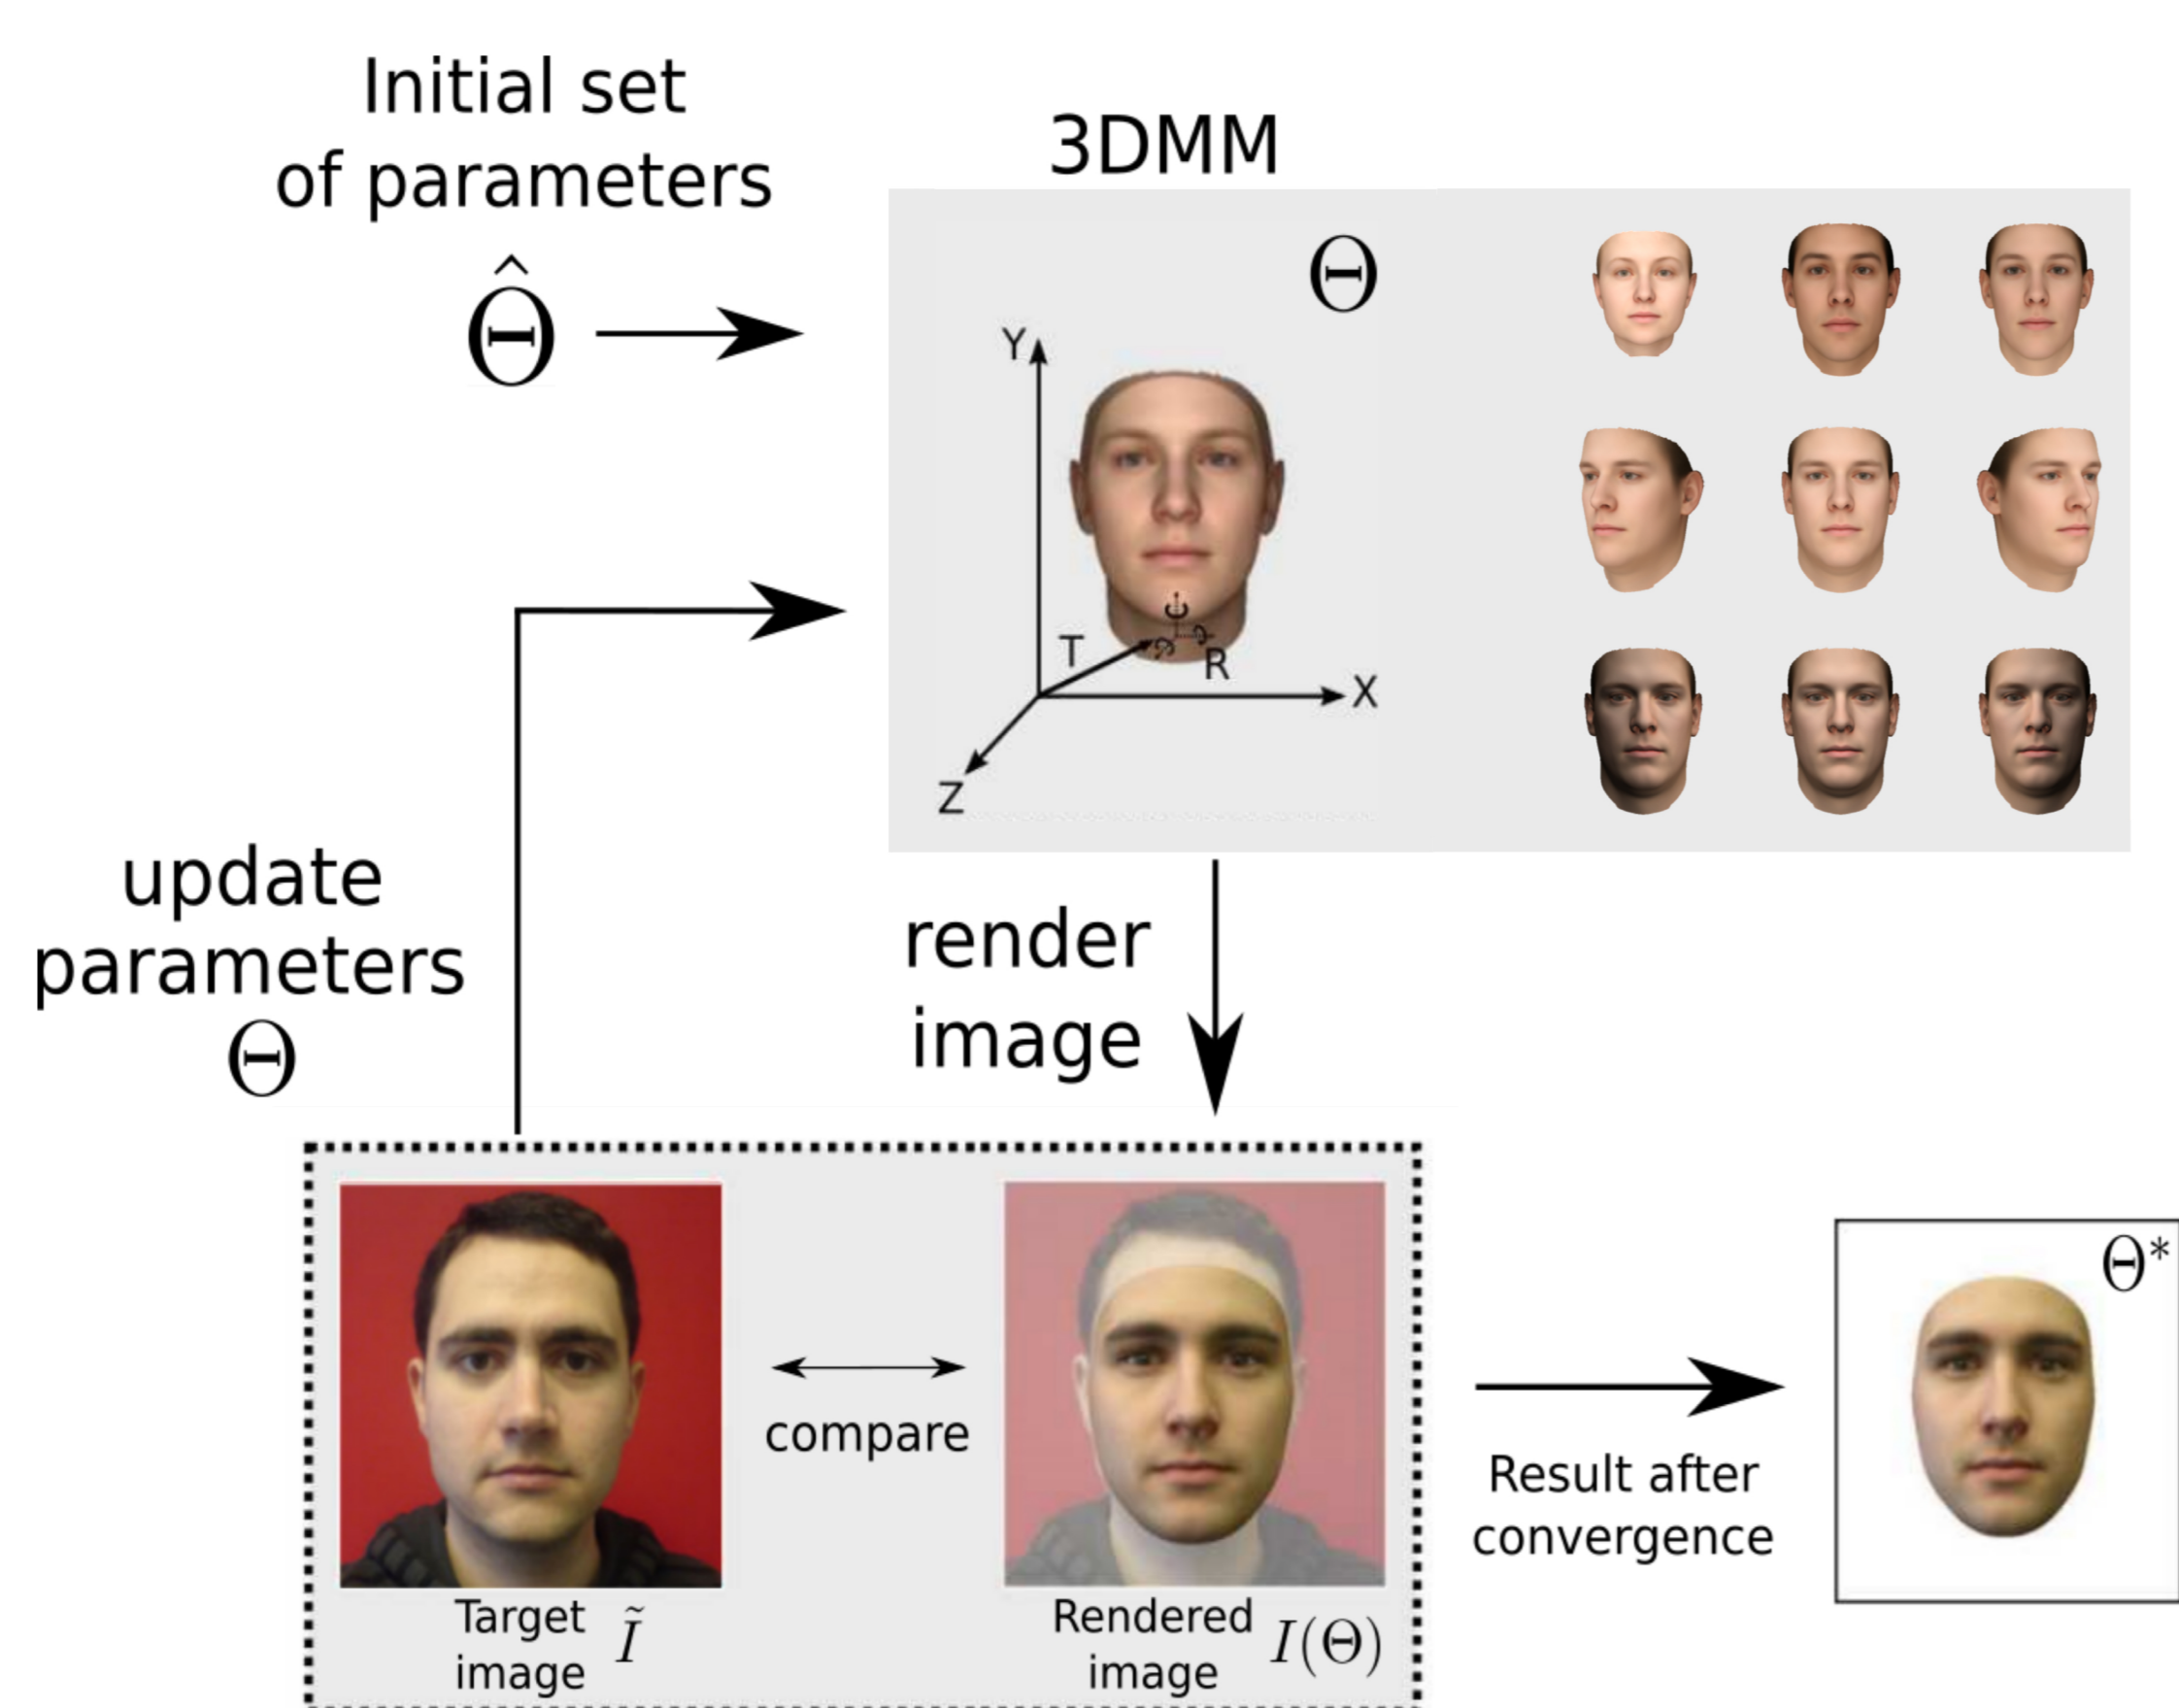 Initial set
of parameters
Θ̂
3DMM
Θ
Y
T
R
X
Z
update
parameters
Θ
render
image
compare
Target
image Ĩ
Rendered
image I(Θ)
Result after
convergence
Θ*